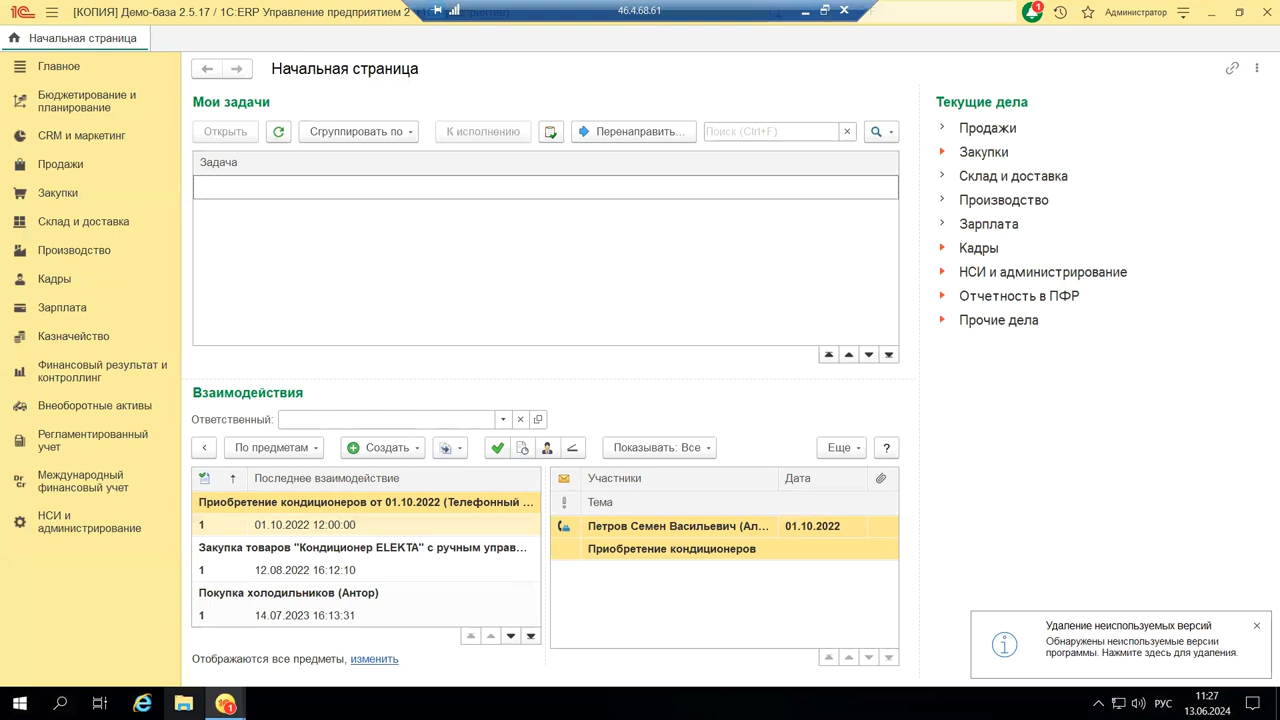 [КОПИЯ] Демо-база 2.5.17 / 1С:ERP Управление предприятием 2
46.4.68.61
1
Администратор
Начальная страница
Главное
Бюджетирование и
планирование
CRM и маркетинг
Продажи
Закупки
Склад и доставка
Производство
Кадры
Зарплата
Казначейство
Финансовый результат и
контроллинг
Внеоборотные активы
Регламентированный
учет
Международный
финансовый учет
НСИ и
администрирование
Начальная страница
Мои задачи
Открыть
Сгруппировать по
К исполнению
Перенаправить...
Поиск (Ctrl+F)
Задача
Взаимодействия
Ответственный:
По предметам
Создать
Показывать: Все
Еще
?
Последнее взаимодействие
Приобретение кондиционеров от 01.10.2022 (Телефонный ...
1 01.10.2022 12:00:00
Закупка товаров "Кондиционер ELEKTA" с ручным управ...
1 12.08.2022 16:12:10
Покупка холодильников (Антор)
1 14.07.2023 16:13:31
Отображаются все предметы, изменить
Участники Дата
Тема
Петров Семен Васильевич (Ал... 01.10.2022
Приобретение кондиционеров
Текущие дела
Продажи
Закупки
Склад и доставка
Производство
Зарплата
Кадры
НСИ и администрирование
Отчетность в ПФР
Прочие дела
Удаление неиспользуемых версий
Обнаружены неиспользуемые версии
программы. Нажмите здесь для удаления.
РУС
11:27
13.06.2024